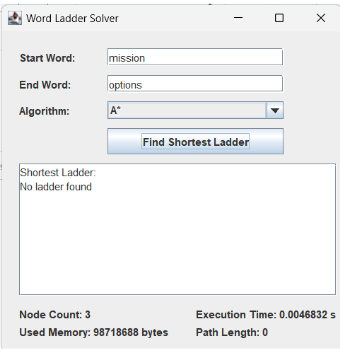 Word Ladder Solver
Start Word: mission
End Word: options
Algorithm: A*
Find Shortest Ladder
Shortest Ladder:
No ladder found
Node Count: 3 Execution Time: 0.0046832 s
Used Memory: 98718688 bytes Path Length: 0